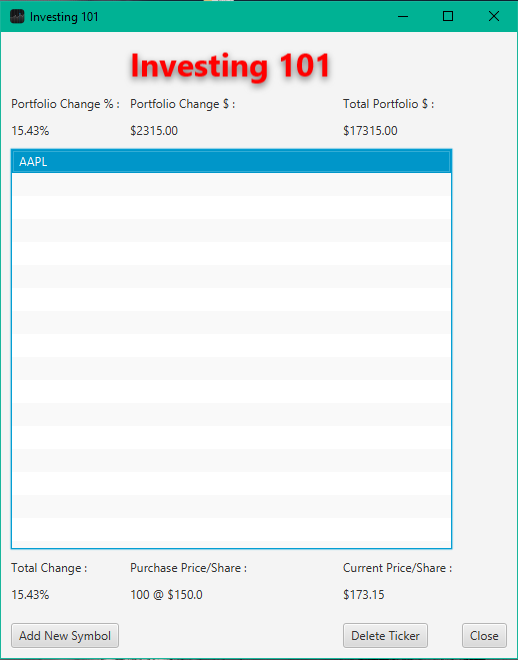 Investing 101
Investing 101
Portfolio Change % : Portfolio Change $ : Total Portfolio $ :
15.43% $2315.00 $17315.00
AAPL
Total Change : Purchase Price/Share : Current Price/Share :
15.43% 100 @ $150.0 $173.15
Add New Symbol Delete Ticker Close